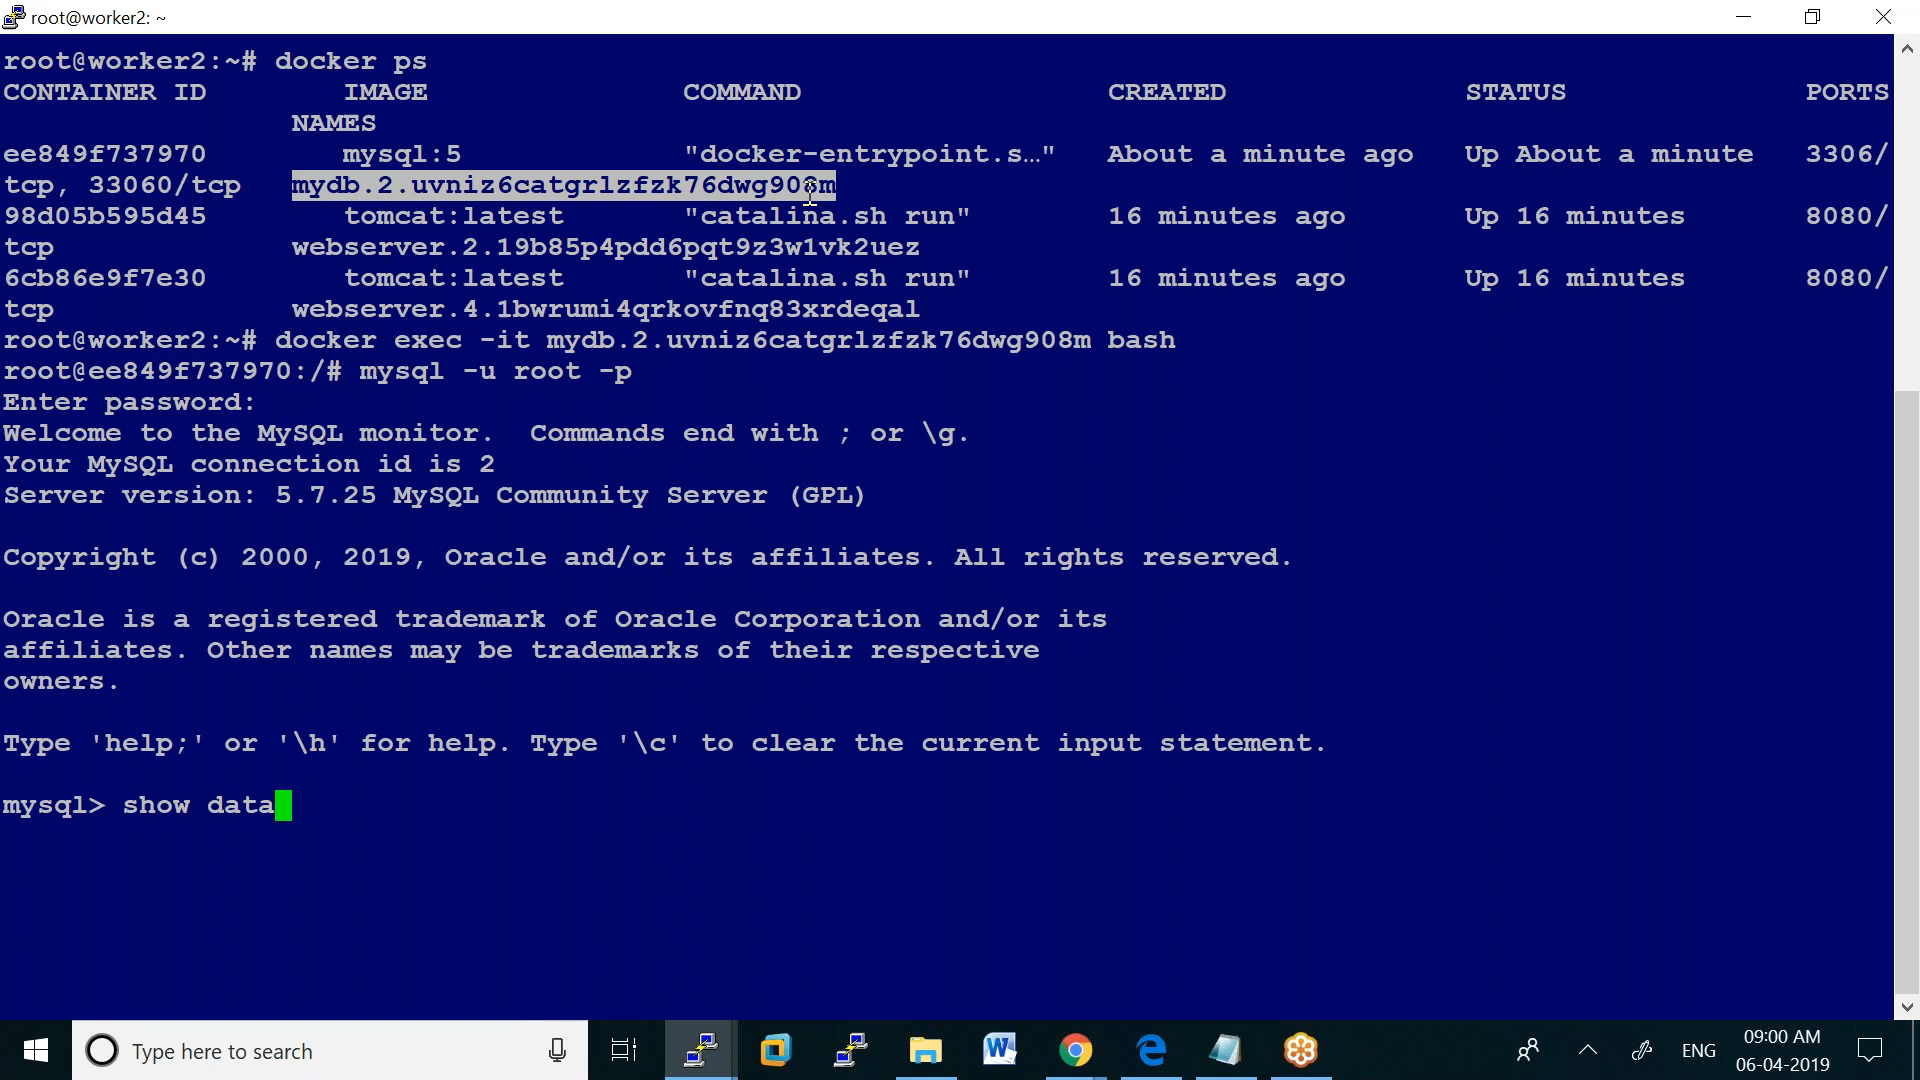 root@worker2: ~
root@worker2:~# docker ps
CONTAINER ID        IMAGE               COMMAND                  CREATED             STATUS              PORTS
                 NAMES
ee849f737970        mysql:5             "docker-entrypoint.s…"   About a minute ago   Up About a minute   3306/
tcp, 33060/tcp   mydb.2.uvniz6catgrlzfzk76dwg908m
98d05b595d45        tomcat:latest       "catalina.sh run"        16 minutes ago       Up 16 minutes       8080/
tcp              webserver.2.19b85p4pdd6pqt9z3w1vk2uez
6cb86e9f7e30        tomcat:latest       "catalina.sh run"        16 minutes ago       Up 16 minutes       8080/
tcp              webserver.4.1bwrumi4qrkovfnq83xrdeqal
root@worker2:~# docker exec -it mydb.2.uvniz6catgrlzfzk76dwg908m bash
root@ee849f737970:/# mysql -u root -p
Enter password:
Welcome to the MySQL monitor.  Commands end with ; or \g.
Your MySQL connection id is 2
Server version: 5.7.25 MySQL Community Server (GPL)
Copyright (c) 2000, 2019, Oracle and/or its affiliates. All rights reserved.
Oracle is a registered trademark of Oracle Corporation and/or its
affiliates. Other names may be trademarks of their respective
owners.
Type 'help;' or '\h' for help. Type '\c' to clear the current input statement.
mysql> show data
Type here to search
W
ENG
09:00 AM
06-04-2019